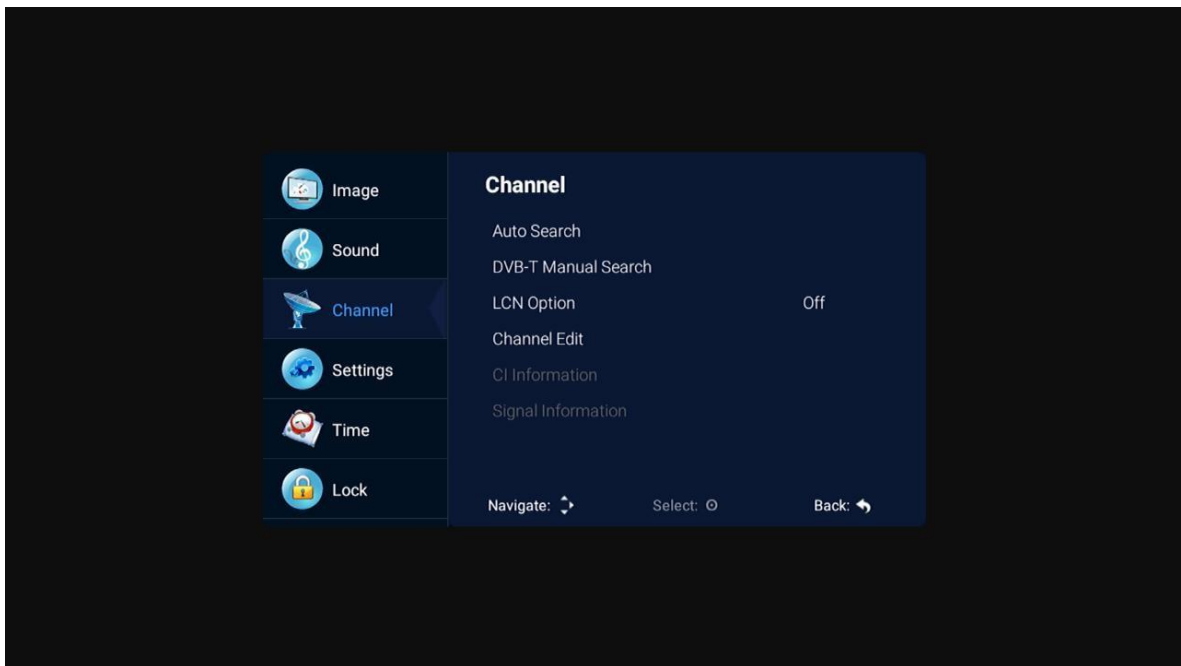 Image
Sound
Channel
Settings
Time
Lock
Channel
Auto Search
DVB-T Manual Search
LCN Option Off
Channel Edit
CI Information
Signal Information
Navigate: Select: Back: